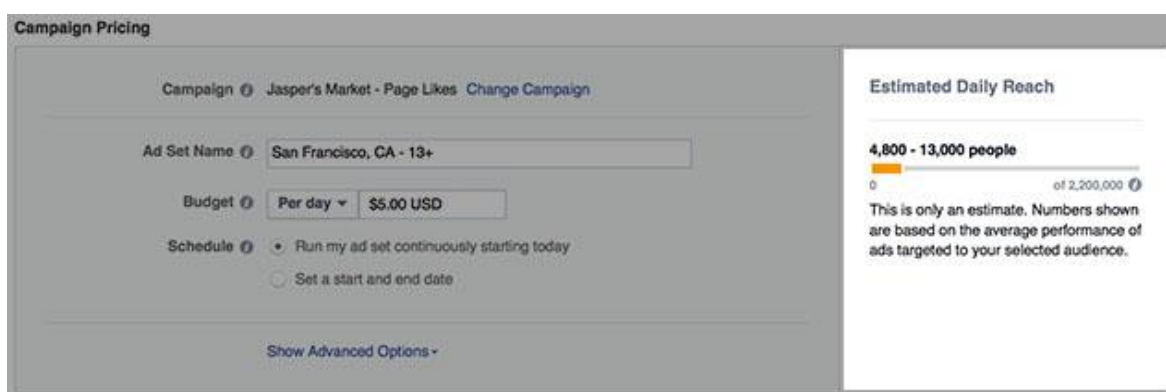 Campaign Pricing
Campaign Jasper's Market - Page Likes Change Campaign
Ad Set Name San Francisco, CA - 13+
Budget Per day $5.00 USD
Schedule Run my ad set continuously starting today
Set a start and end date
Show Advanced Options
Estimated Daily Reach
4,800 - 13,000 people
0 of 2,200,000
This is only an estimate. Numbers shown
are based on the average performance of
ads targeted to your selected audience.